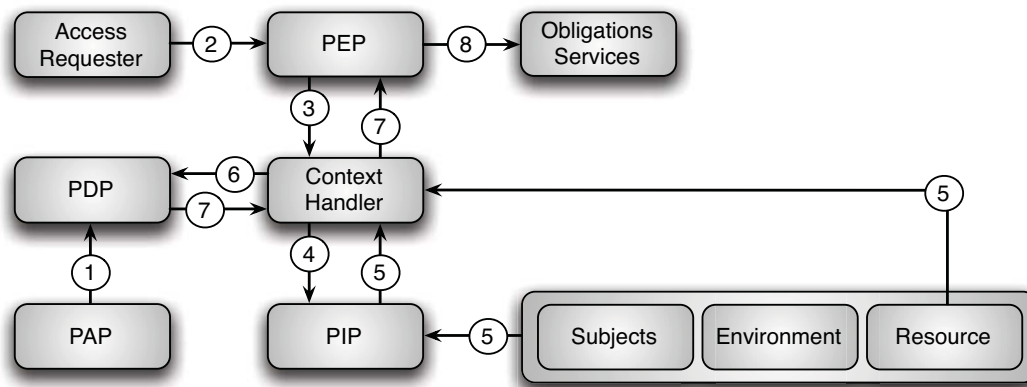 Access
Requester
2
PEP
8
Obligations
Services
3
7
PDP
6
7
Context
Handler
5
1
4
5
PAP
PIP
5
Subjects
Environment
Resource